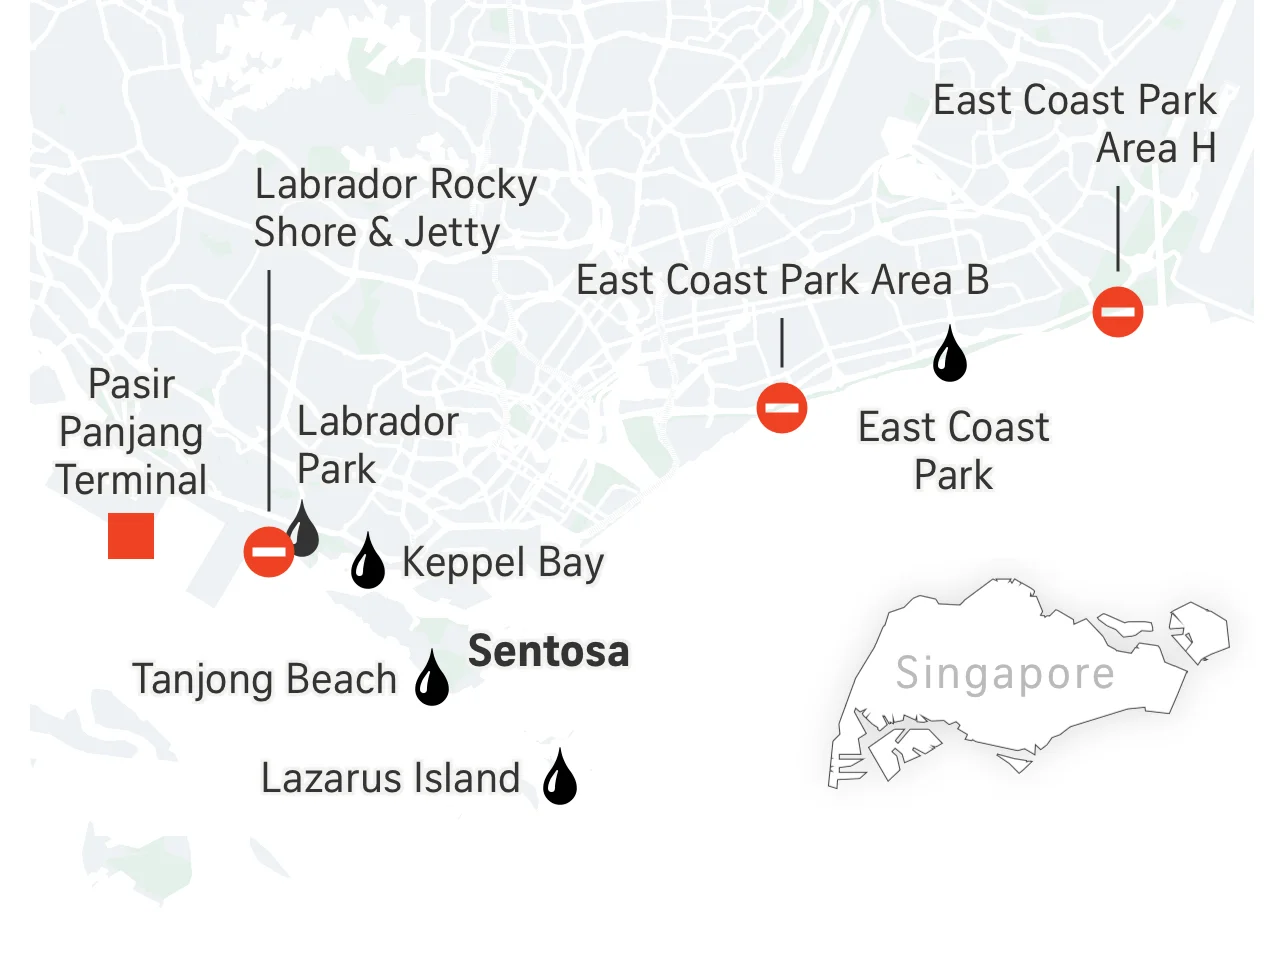 East Coast Park
Area H
Labrador Rocky
Shore & Jetty
East Coast Park Area B
Pasir
Panjang
Terminal
Labrador
Park
East Coast
Park
Keppel Bay
Sentosa
Tanjong Beach
Singapore
Lazarus Island